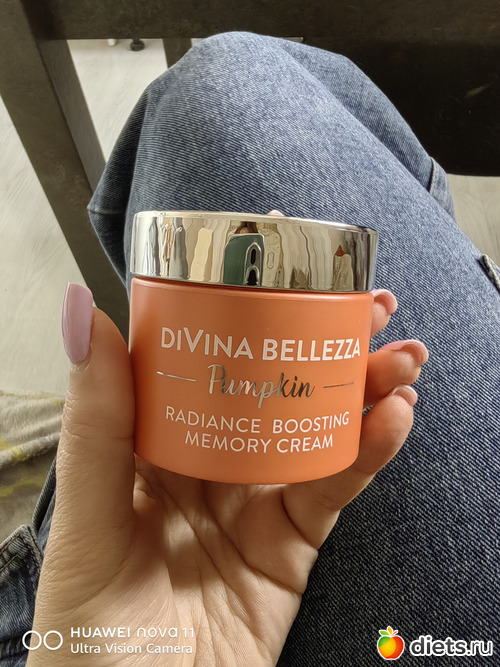 DIVINA BELLEZZA
Pumpkin
RADIANCE BOOSTING
MEMORY CREAM
HUAWEI nova 11
Ultra Vision Camera
diets.ru